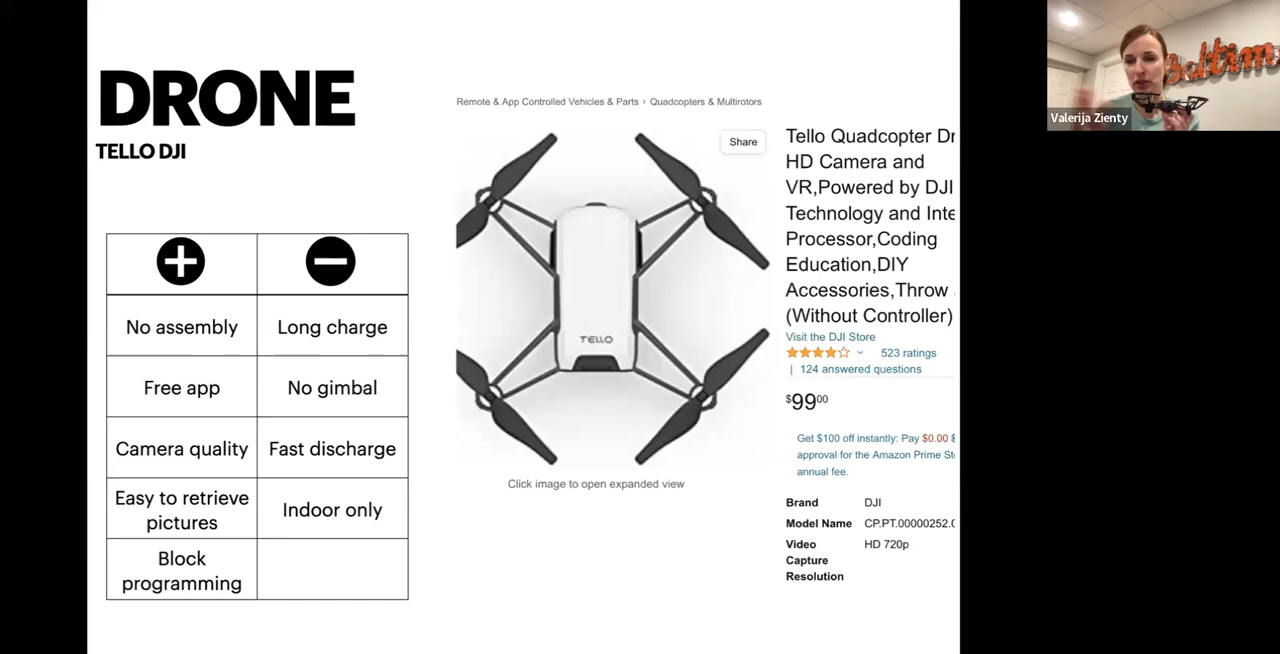 DRONE
TELLO DJI
No assembly
Long charge
Free app
No gimbal
Camera quality
Fast discharge
Easy to retrieve
pictures
Indoor only
Block
programming
Remote & App Controlled Vehicles & Parts › Quadcopters & Multirotors
Share
TELLO
Click image to open expanded view
Tello Quadcopter Dr
HD Camera and
VR,Powered by DJI
Technology and Inte
Processor,Coding
Education,DIY
Accessories,Throw
(Without Controller)
Visit the DJI Store
523 ratings
| 124 answered questions
$9900
Get $100 off instantly: Pay $0.00 $
approval for the Amazon Prime St
annual fee.
Brand DJI
Model Name CP.PT.00000252.0
Video HD 720p
Capture
Resolution
Valerija Zienty